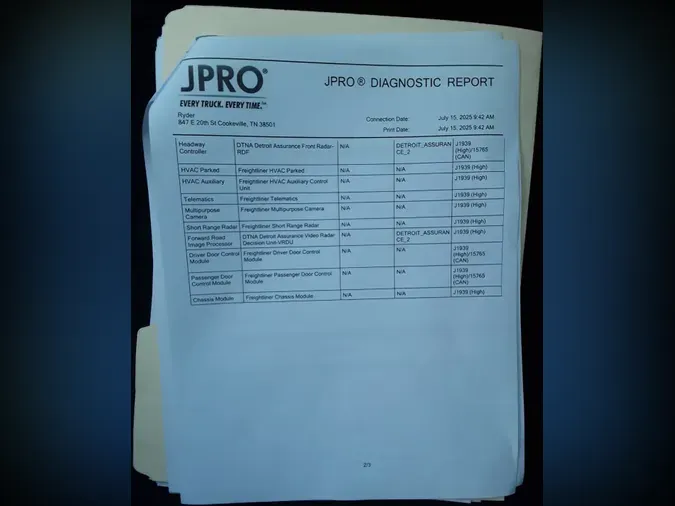 JPRO®
EVERY TRUCK. EVERY TIME.™
JPRO® DIAGNOSTIC REPORT
Ryder
847 E 20th St Cookeville, TN 38501
Connection Date: July 15, 2025 9:42 AM
Print Date: July 15, 2025 9:42 AM
Headway Controller DTNA Detroit Assurance Front Radar-RDF N/A DETROIT_ASSURANCE_2 J1939 (High)/15765 (CAN)
HVAC Parked Freightliner HVAC Parked N/A N/A J1939 (High)
HVAC Auxiliary Freightliner HVAC Auxiliary Control Unit N/A N/A J1939 (High)
Telematics Freightliner Telematics N/A N/A J1939 (High)
Multipurpose Camera Freightliner Multipurpose Camera N/A N/A J1939 (High)
Short Range Radar Freightliner Short Range Radar N/A N/A J1939 (High)
Forward Road Image Processor DTNA Detroit Assurance Video Radar Decision Unit-VRDU N/A DETROIT_ASSURANCE_2 J1939 (High)
Driver Door Control Module Freightliner Driver Door Control Module N/A N/A J1939 (High)/15765 (CAN)
Passenger Door Control Module Freightliner Passenger Door Control Module N/A N/A J1939 (High)/15765 (CAN)
Chassis Module Freightliner Chassis Module N/A N/A J1939 (High)
2/3